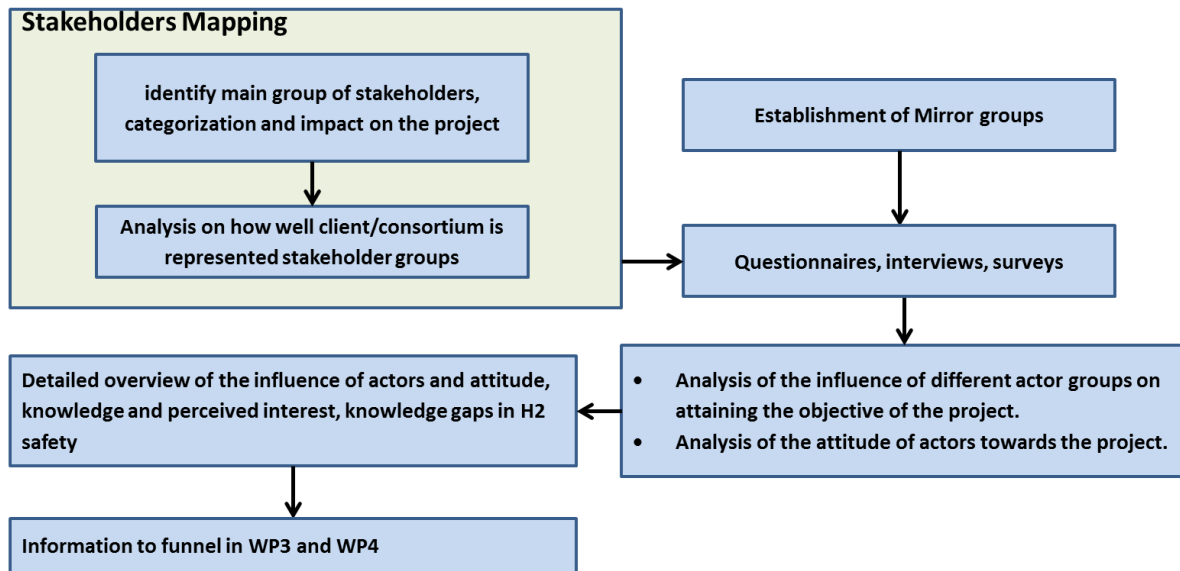 Stakeholders Mapping
identify main group of stakeholders,
categorization and impact on the project
Analysis on how well client/consortium is
represented stakeholder groups
Establishment of Mirror groups
Questionnaires, interviews, surveys
• Analysis of the influence of different actor groups on
attaining the objective of the project.
• Analysis of the attitude of actors towards the project.
Detailed overview of the influence of actors and attitude,
knowledge and perceived interest, knowledge gaps in H2
safety
Information to funnel in WP3 and WP4